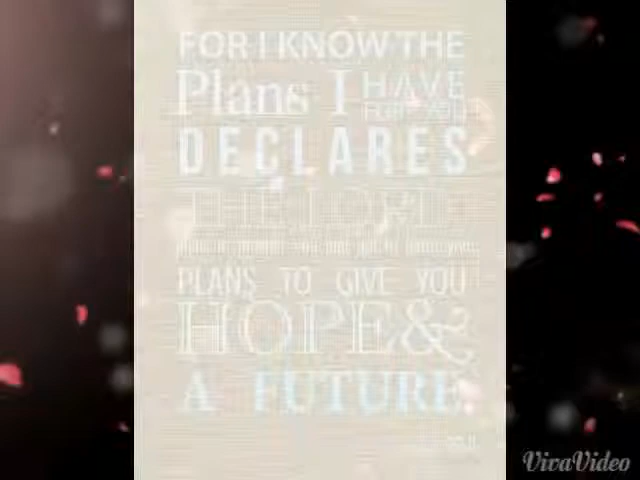 FOR I KNOW THE
Plans I HAVE
FOR YOU
DECLARES
THE LORD
PLANS TO GIVE YOU
HOPE &
A FUTURE
VivaVideo